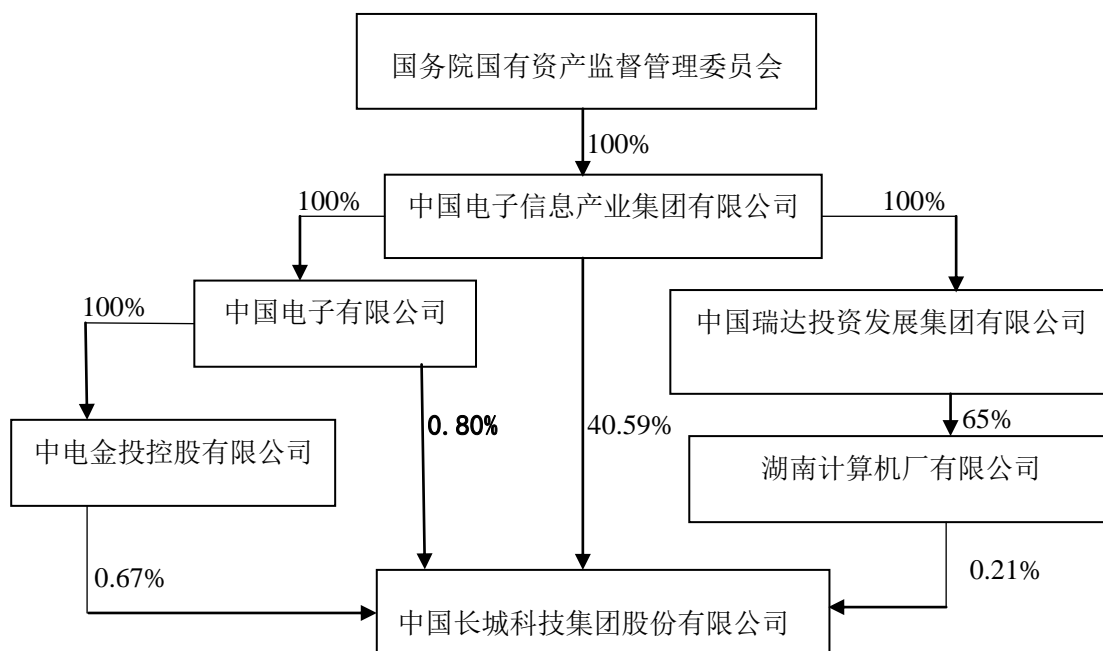 国务院国有资产监督管理委员会
100%
中国电子信息产业集团有限公司
100%
100%
中国电子有限公司
中国瑞达投资发展集团有限公司
100%
0.80%
40.59%
65%
中电金投控股有限公司
湖南计算机厂有限公司
0.67%
0.21%
中国长城科技集团股份有限公司